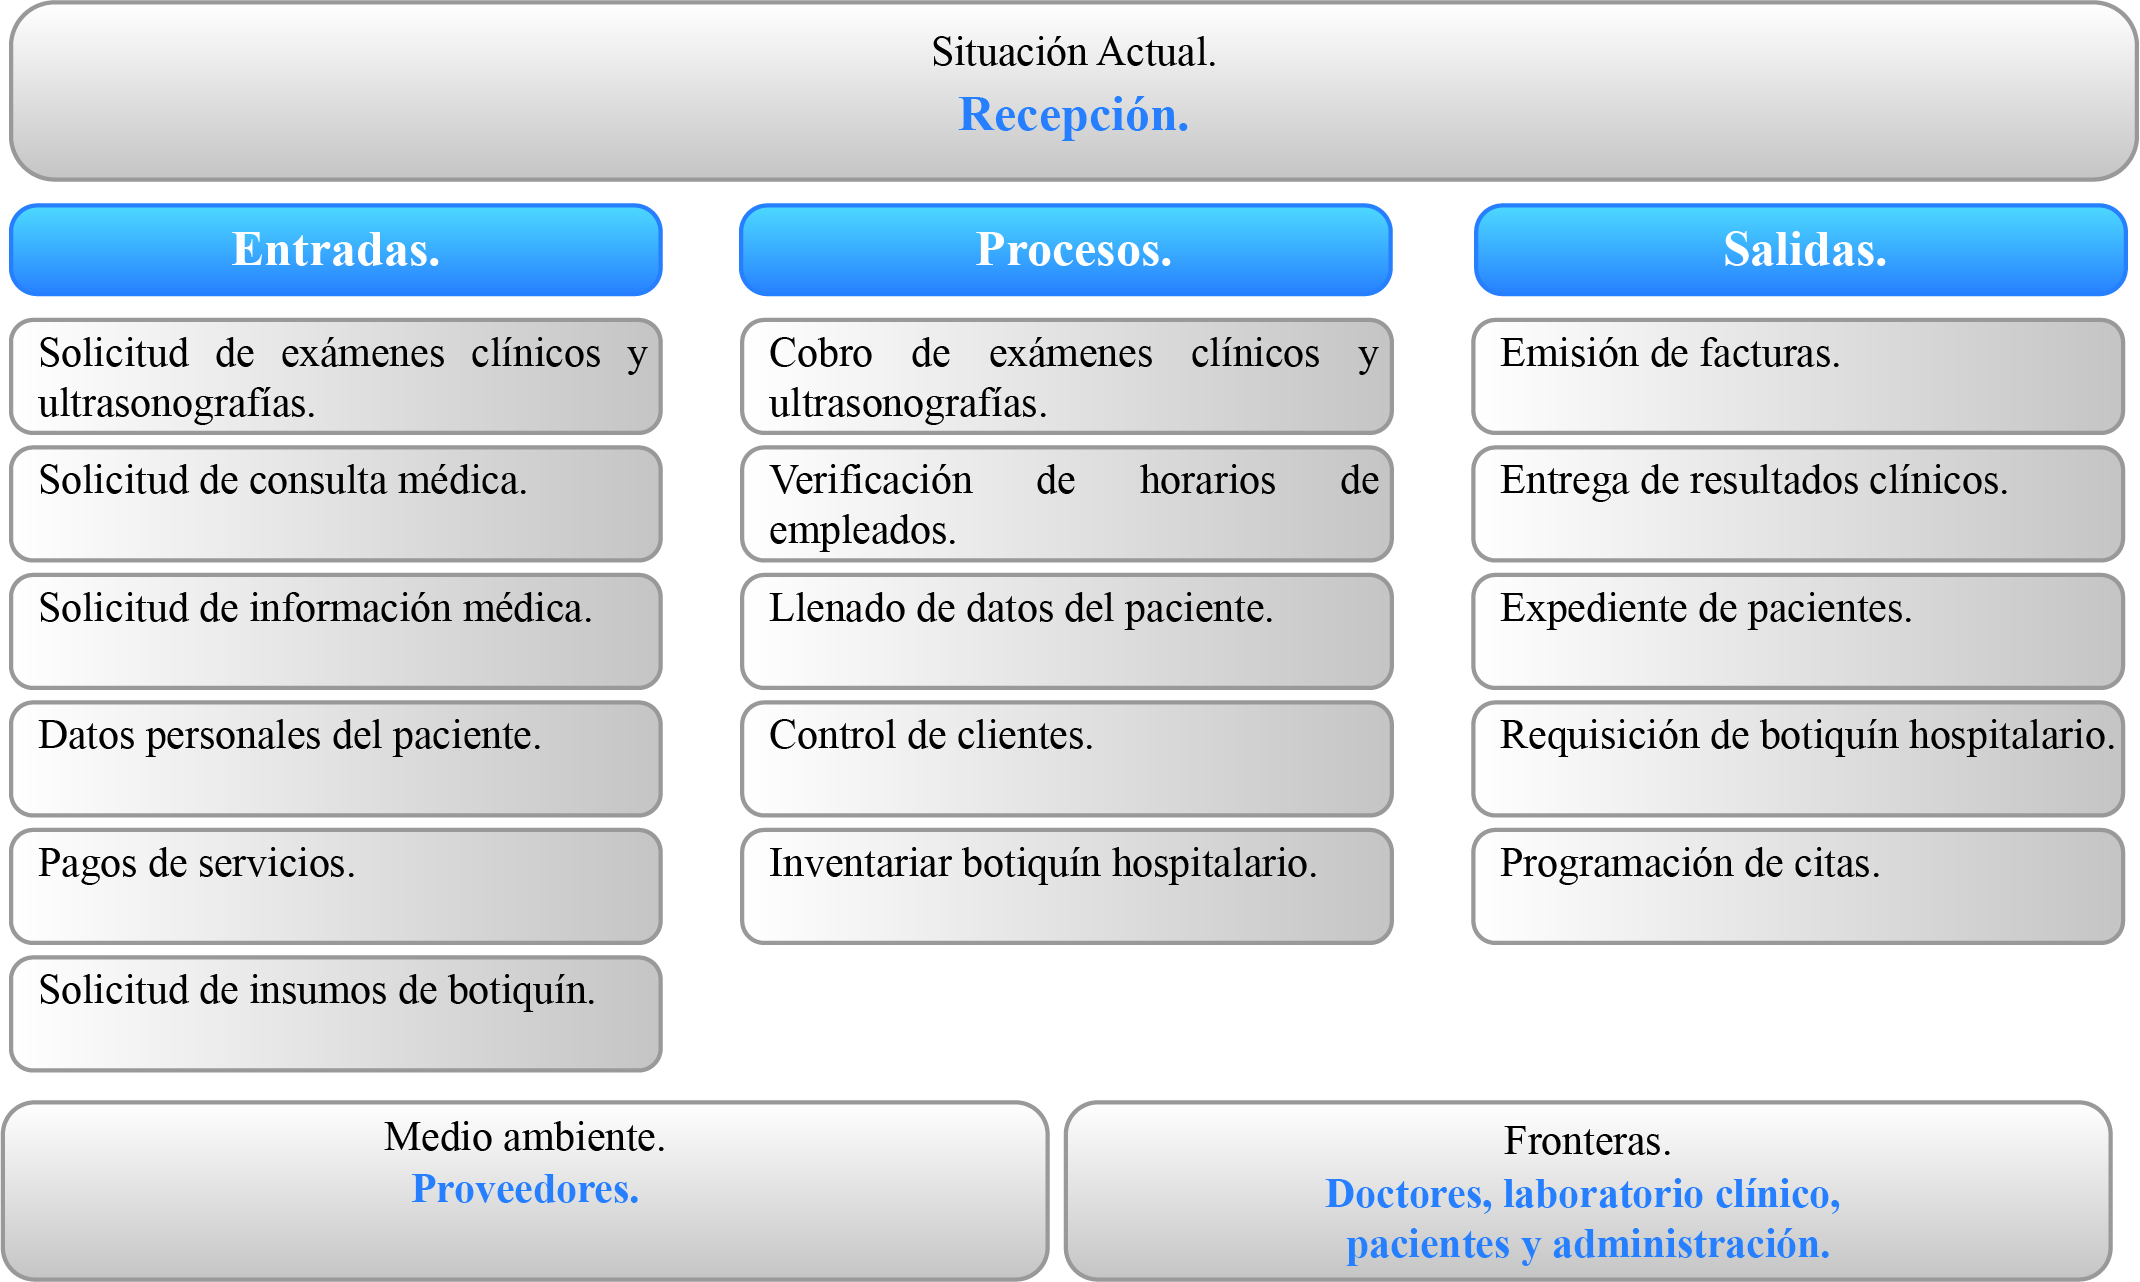 Situación Actual.
Recepción.
Entradas.
Procesos.
Salidas.
Solicitud de exámenes clínicos y
ultrasonografías.
Solicitud de consulta médica.
Solicitud de información médica.
Datos personales del paciente.
Pagos de servicios.
Solicitud de insumos de botiquín.
Cobro de exámenes clínicos y
ultrasonografías.
Verificación de horarios de
empleados.
Llenado de datos del paciente.
Control de clientes.
Inventariar botiquín hospitalario.
Emisión de facturas.
Entrega de resultados clínicos.
Expediente de pacientes.
Requisición de botiquín hospitalario.
Programación de citas.
Medio ambiente.
Proveedores.
Fronteras.
Doctores, laboratorio clínico,
pacientes y administración.